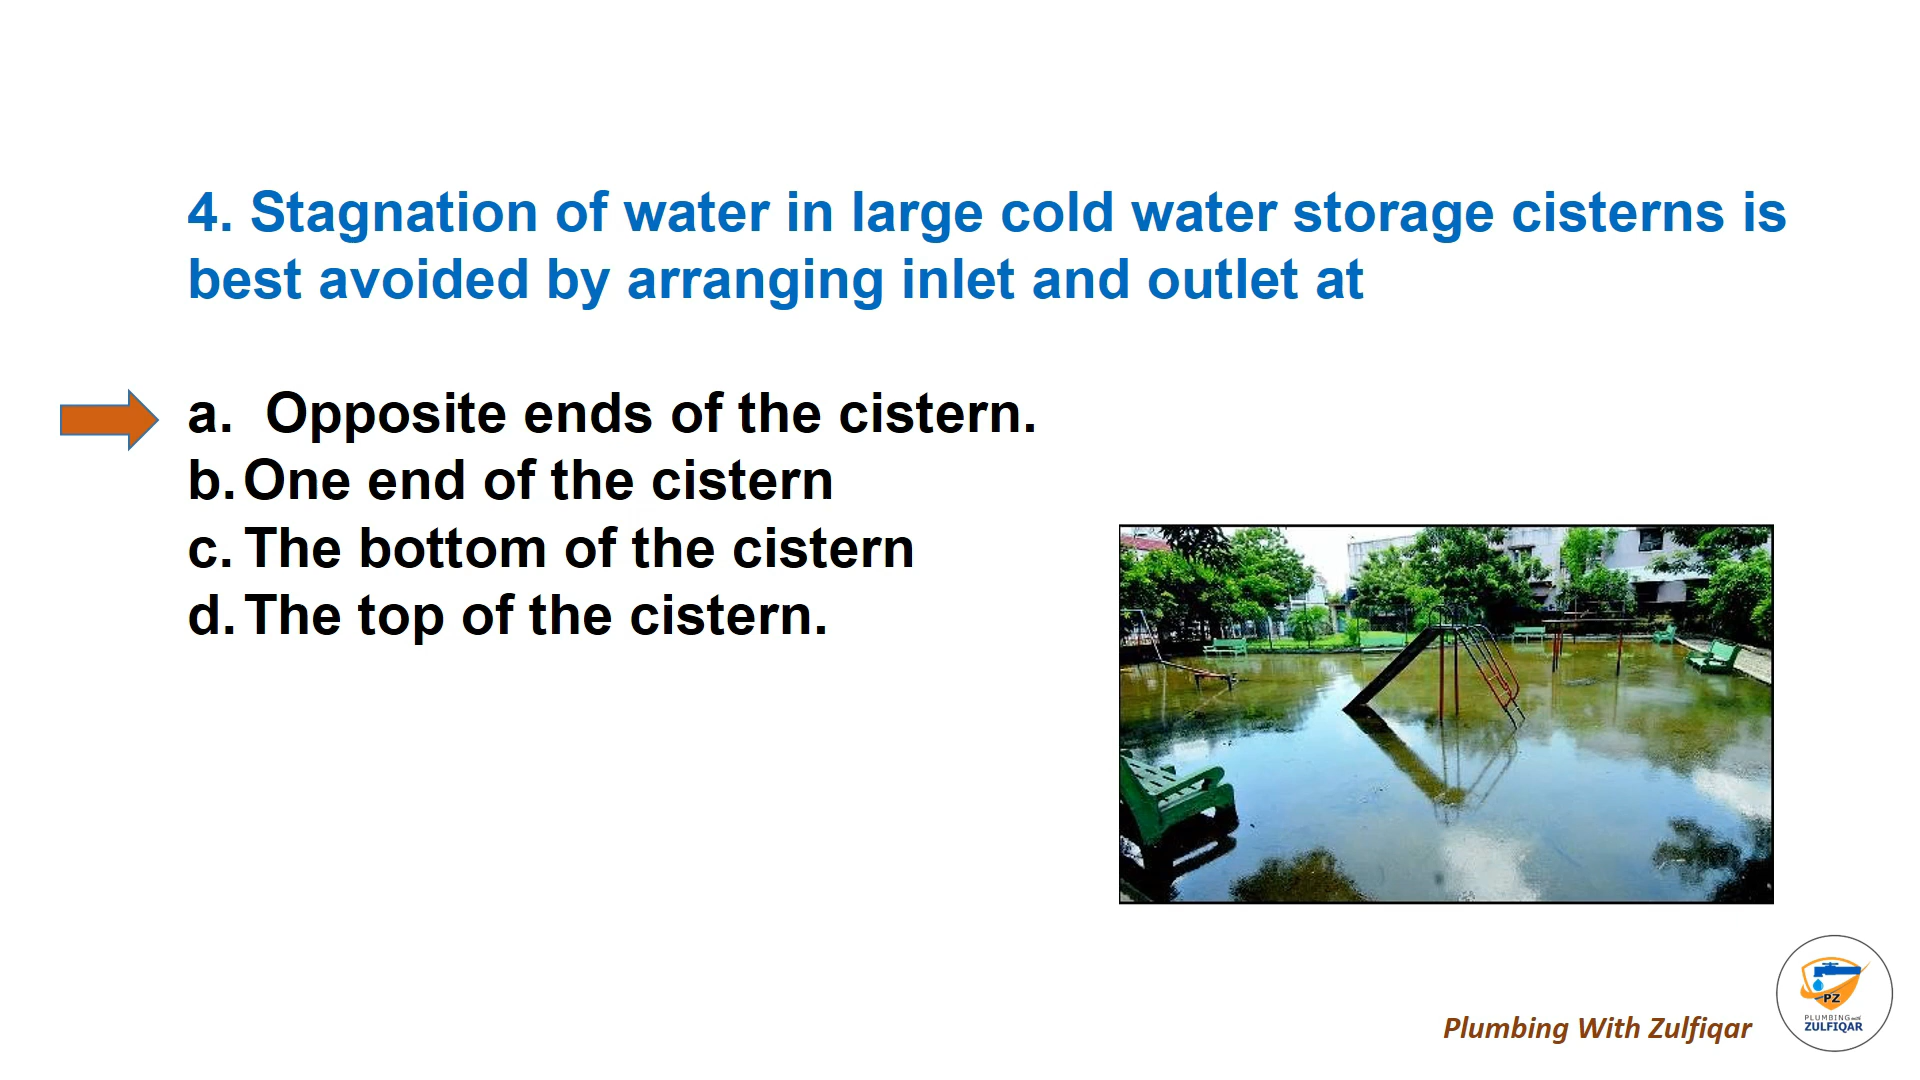 4. Stagnation of water in large cold water storage cisterns is
best avoided by arranging inlet and outlet at
a. Opposite ends of the cistern.
b. One end of the cistern
c. The bottom of the cistern
d. The top of the cistern.
Plumbing With Zulfiqar
PZ
PLUMBING with
ZULFIQAR